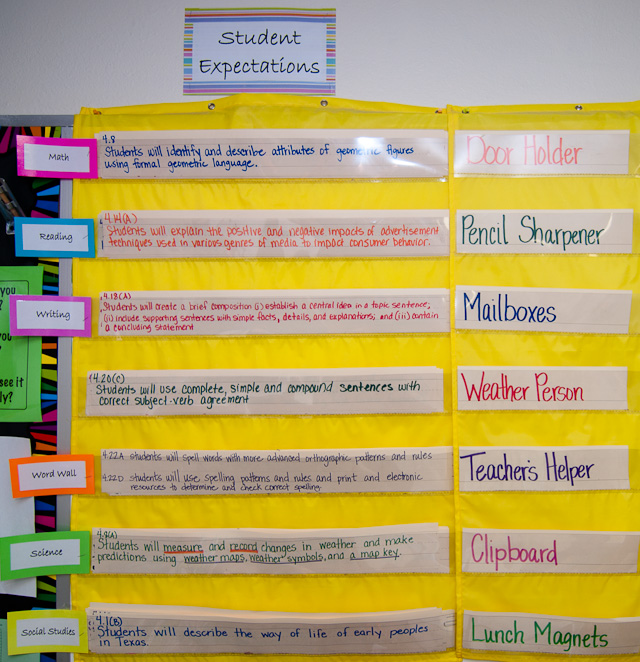 Student
Expectations
Math
4.8
Students will identify and describe attributes of geometric figures
using formal geometric language.
Door Holder
Reading
4.14(A)
Students will explain the positive and negative impacts of advertisement
techniques used in various genres of media to impact consumer behavior.
Pencil Sharpener
Writing
4.18(A)
Students will create a brief composition (i) establish a central idea in a topic sentence;
(ii) include supporting sentences with simple facts, details, and explanations; and (iii) contain
a concluding statement
Mailboxes
4.20(C)
Students will use complete, simple and compound sentences with
correct subject-verb agreement
Weather Person
Word Wall
4.22A students will spell words with more advanced orthographic patterns and rules
4.22D students will use spelling patterns and rules and print and electronic
resources to determine and check correct spelling
Teacher's Helper
Science
Students will measure and record changes in weather and make
predictions using weather maps, weather symbols, and a map key.
Clipboard
Social Studies
4.1(B)
Students will describe the way of life of early peoples
in Texas.
Lunch Magnets
you
?
you
?
see it
ly?